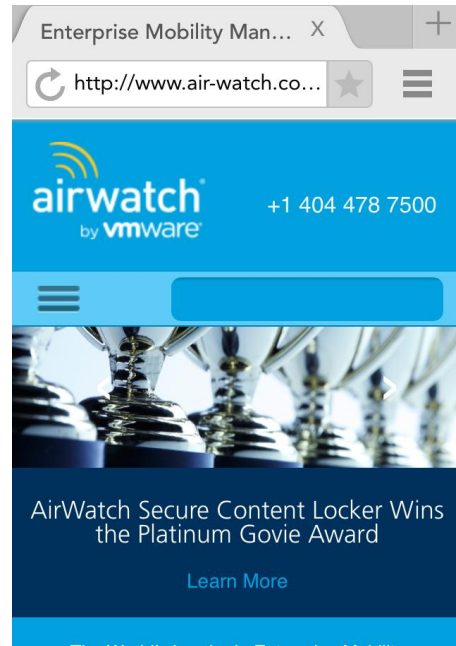 Enterprise Mobility Man... X
http://www.air-watch.co...
airwatch
by vmware
+1 404 478 7500
AirWatch Secure Content Locker Wins
the Platinum Govie Award
Learn More